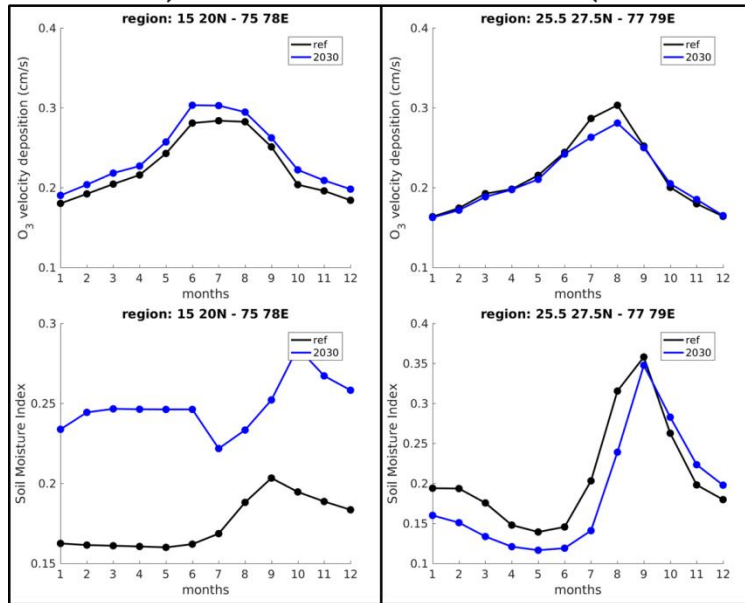 region: 15 20N - 75 78E
0.4
0.3
0.2
0.1
O3 velocity deposition (cm/s)
ref
2030
1 2 3 4 5 6 7 8 9 10 11 12
months
region: 25.5 27.5N - 77 79E
0.4
0.3
0.2
0.1
O3 velocity deposition (cm/s)
ref
2030
1 2 3 4 5 6 7 8 9 10 11 12
months
region: 15 20N - 75 78E
0.3
0.25
0.2
0.15
Soil Moisture Index
ref
2030
1 2 3 4 5 6 7 8 9 10 11 12
months
region: 25.5 27.5N - 77 79E
0.4
0.35
0.3
0.25
0.2
0.15
0.1
Soil Moisture Index
ref
2030
1 2 3 4 5 6 7 8 9 10 11 12
months